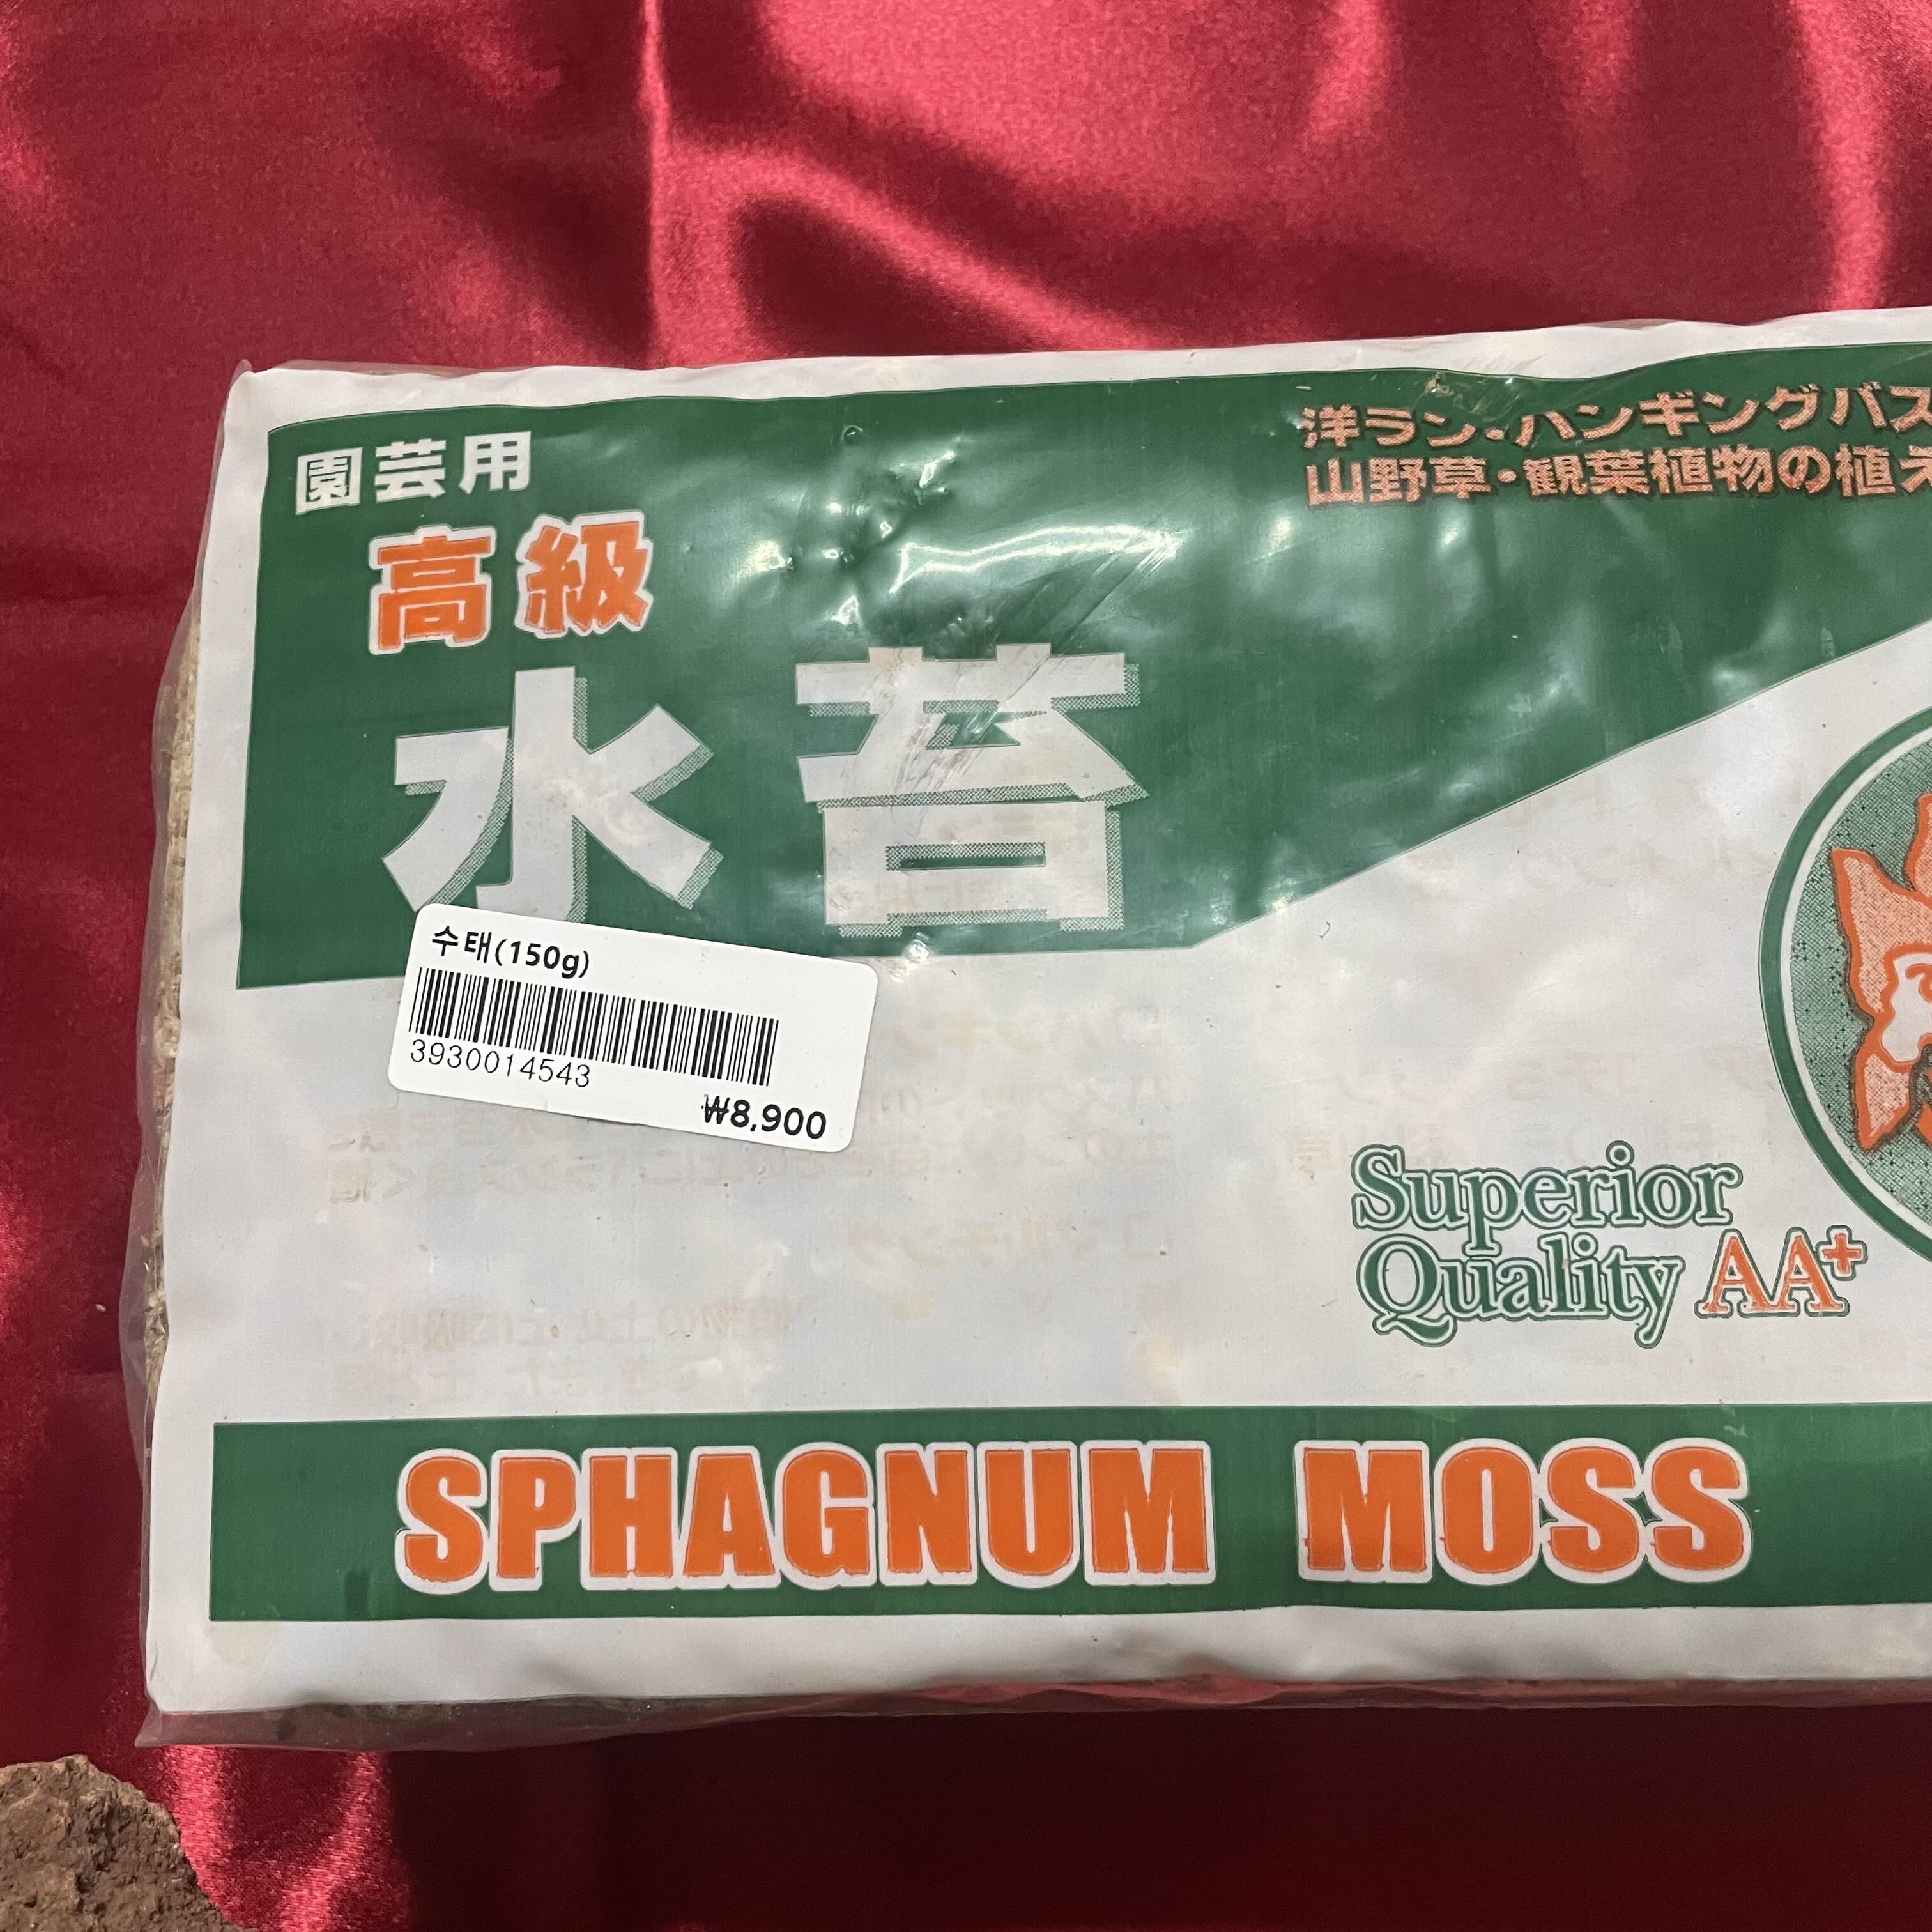 園芸用
高級
水苔
洋ラン・ハンギングバス
山野草・観葉植物の植え
수태(150g)
3930014543
₩8,900
Superior
Quality AA+
SPHAGNUM MOSS